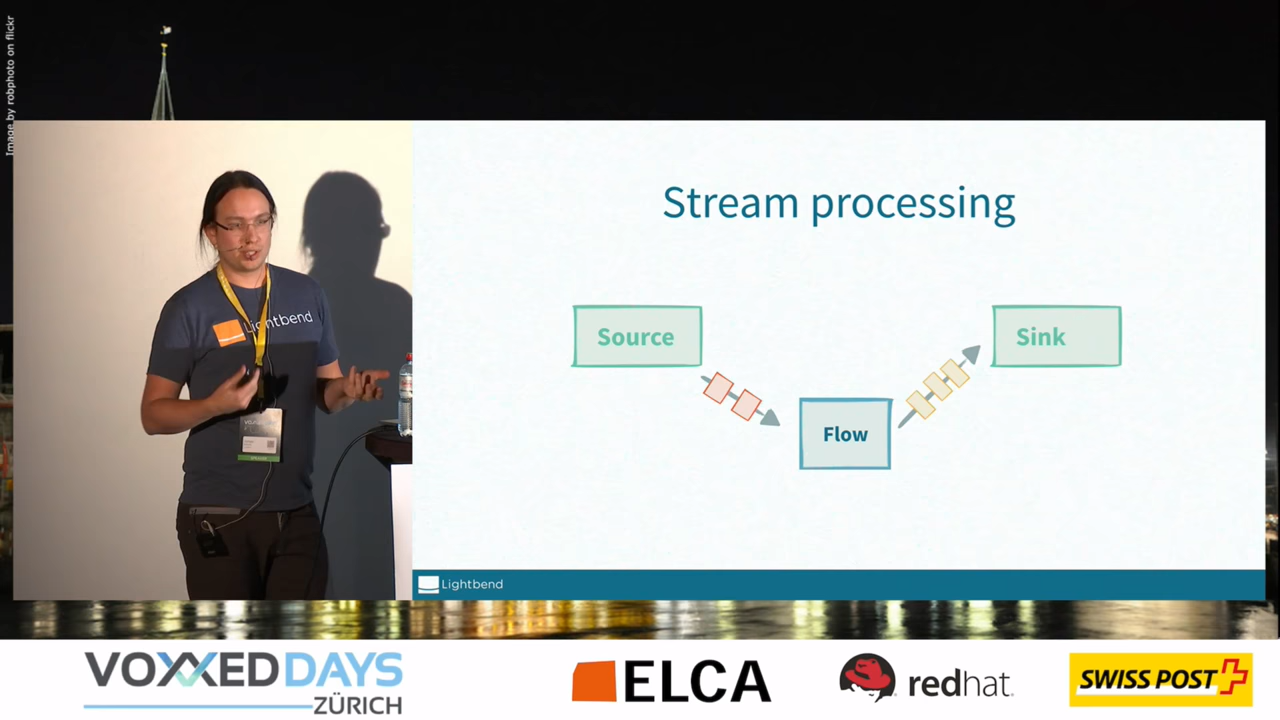 Image by robphoto on flickr
Stream processing
Source
Sink
Flow
Lightbend
Lightbend
VOXXED DAYS
ZÜRICH
ELCA
redhat.
SWISS POST